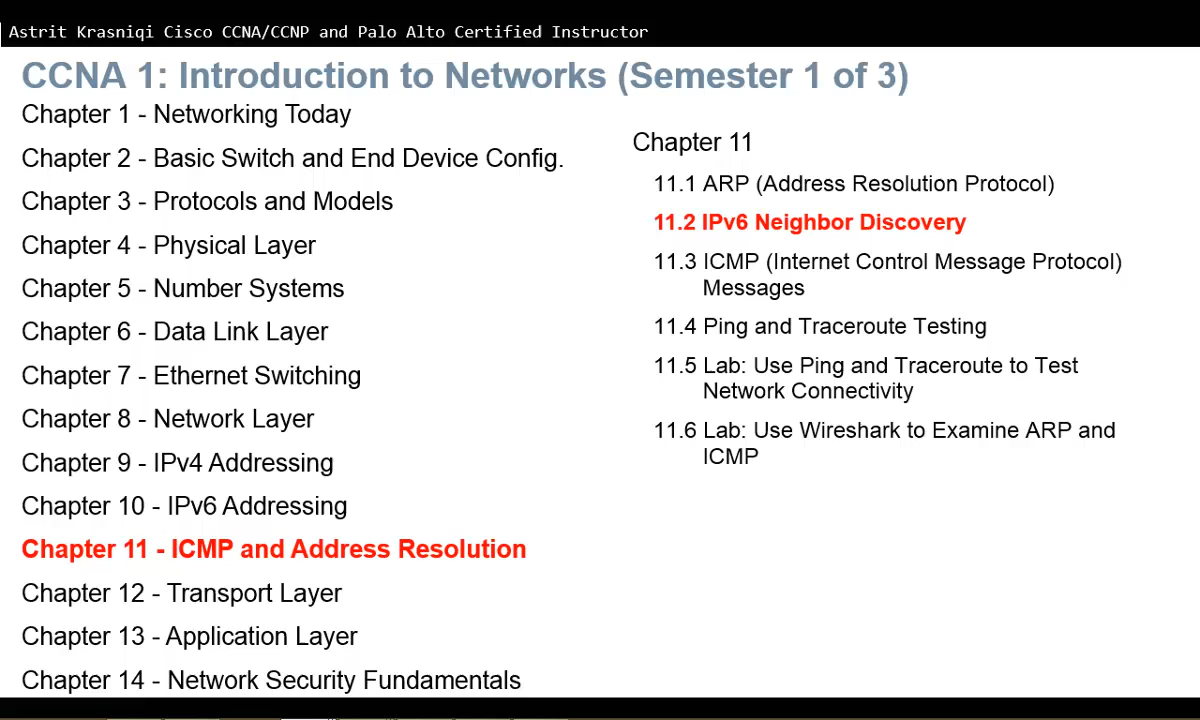 Astrit Krasniqi Cisco CCNA/CCNP and Palo Alto Certified Instructor
CCNA 1: Introduction to Networks (Semester 1 of 3)
Chapter 1 - Networking Today
Chapter 2 - Basic Switch and End Device Config.
Chapter 3 - Protocols and Models
Chapter 4 - Physical Layer
Chapter 5 - Number Systems
Chapter 6 - Data Link Layer
Chapter 7 - Ethernet Switching
Chapter 8 - Network Layer
Chapter 9 - IPv4 Addressing
Chapter 10 - IPv6 Addressing
Chapter 11 - ICMP and Address Resolution
Chapter 12 - Transport Layer
Chapter 13 - Application Layer
Chapter 14 - Network Security Fundamentals
Chapter 11
11.1 ARP (Address Resolution Protocol)
11.2 IPv6 Neighbor Discovery
11.3 ICMP (Internet Control Message Protocol)
Messages
11.4 Ping and Traceroute Testing
11.5 Lab: Use Ping and Traceroute to Test
Network Connectivity
11.6 Lab: Use Wireshark to Examine ARP and
ICMP